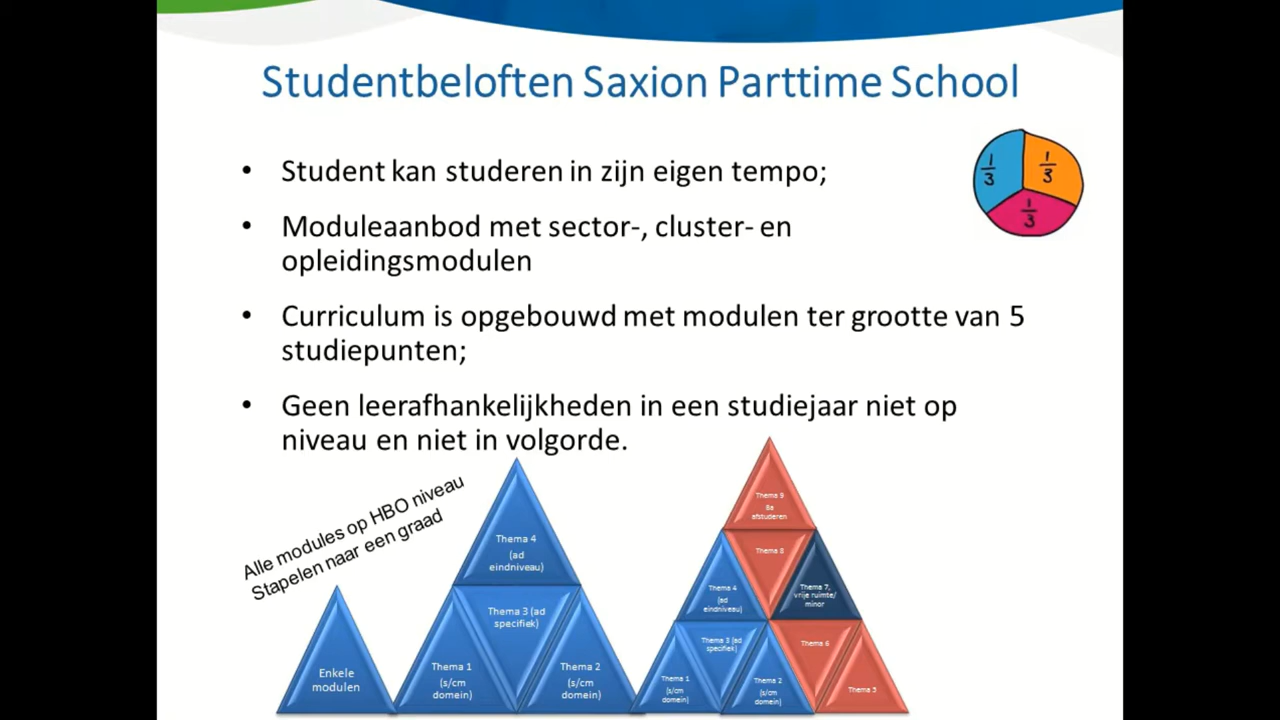 Studentbeloften Saxion Parttime School
• Student kan studeren in zijn eigen tempo;
• Moduleaanbod met sector-, cluster- en
opleidingsmodulen
• Curriculum is opgebouwd met modulen ter grootte van 5
studiepunten;
• Geen leerafhankelijkheden in een studiejaar niet op
niveau en niet in volgorde.
1/3
1/3
1/3
Alle modules op HBO niveau
Stapelen naar een graad
Enkele
modulen
Thema 4
(ad
eindniveau)
Thema 3 (ad
specifiek)
Thema 1
(s/cm
domein)
Thema 2
(s/cm
domein)
Thema 9
Ba
afstuderen
Thema 8
Thema 4
(ad
eindniveau)
Thema 7,
vrije ruimte/
minor
Thema 3 (ad
specifiek)
Thema 6
Thema 1
(s/cm
domein)
Thema 2
(s/cm
domein)
Thema 5